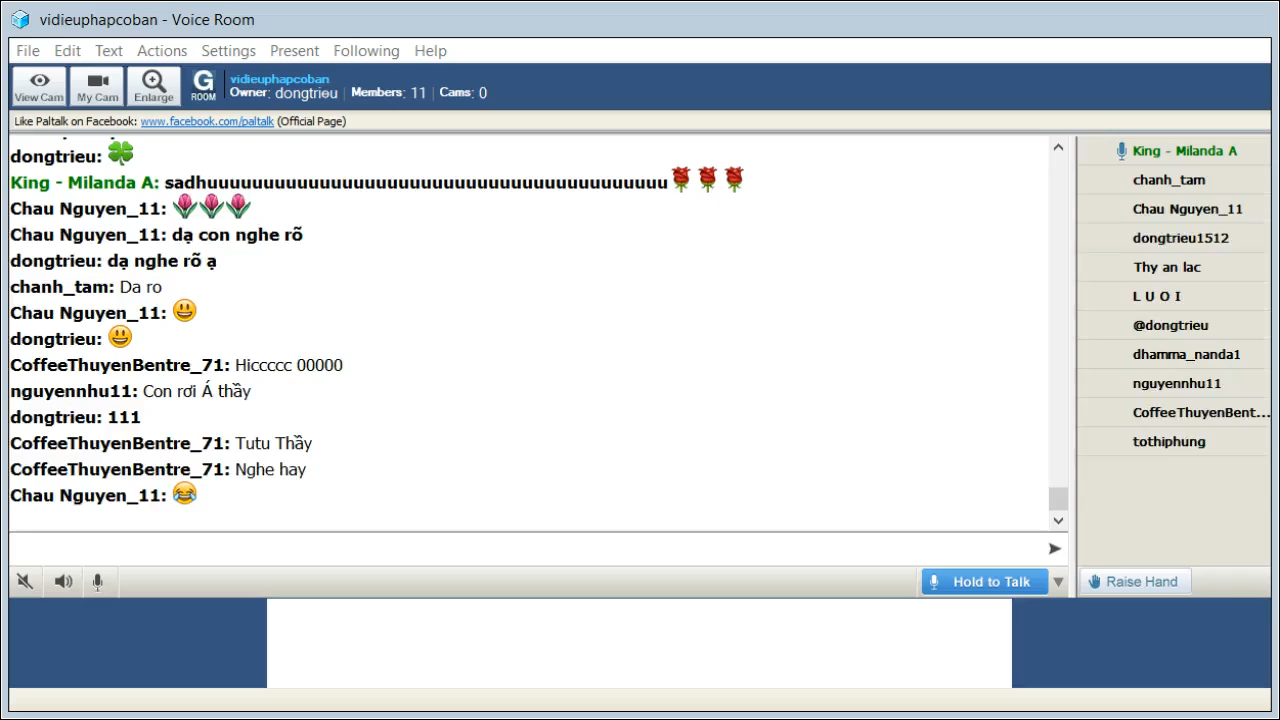 vidieuphapcoban - Voice Room
File Edit Text Actions Settings Present Following Help
View Cam My Cam Enlarge G ROOM
vidieuphapcoban
Owner: dongtrieu | Members: 11 | Cams: 0
Like Paltalk on Facebook: www.facebook.com/paltalk (Official Page)
dongtrieu: 🍀
King - Milanda A: sadhuuuuuuuuuuuuuuuuuuuuuuuuuuuuuuuuuuuuuuuuu🌹🌹🌹
Chau Nguyen_11: 🌷🌷🌷
Chau Nguyen_11: dạ con nghe rõ
dongtrieu: dạ nghe rõ ạ
chanh_tam: Da ro
Chau Nguyen_11: 😃
dongtrieu: 😃
CoffeeThuyenBentre_71: Hiccccc 00000
nguyennhu11: Con rơi Á thầy
dongtrieu: 111
CoffeeThuyenBentre_71: Tutu Thầy
CoffeeThuyenBentre_71: Nghe hay
Chau Nguyen_11: 😂
King - Milanda A
chanh_tam
Chau Nguyen_11
dongtrieu1512
Thy an lac
L U O I
@dongtrieu
dhamma_nanda1
nguyennhu11
CoffeeThuyenBent...
tothiphung
Hold to Talk
Raise Hand